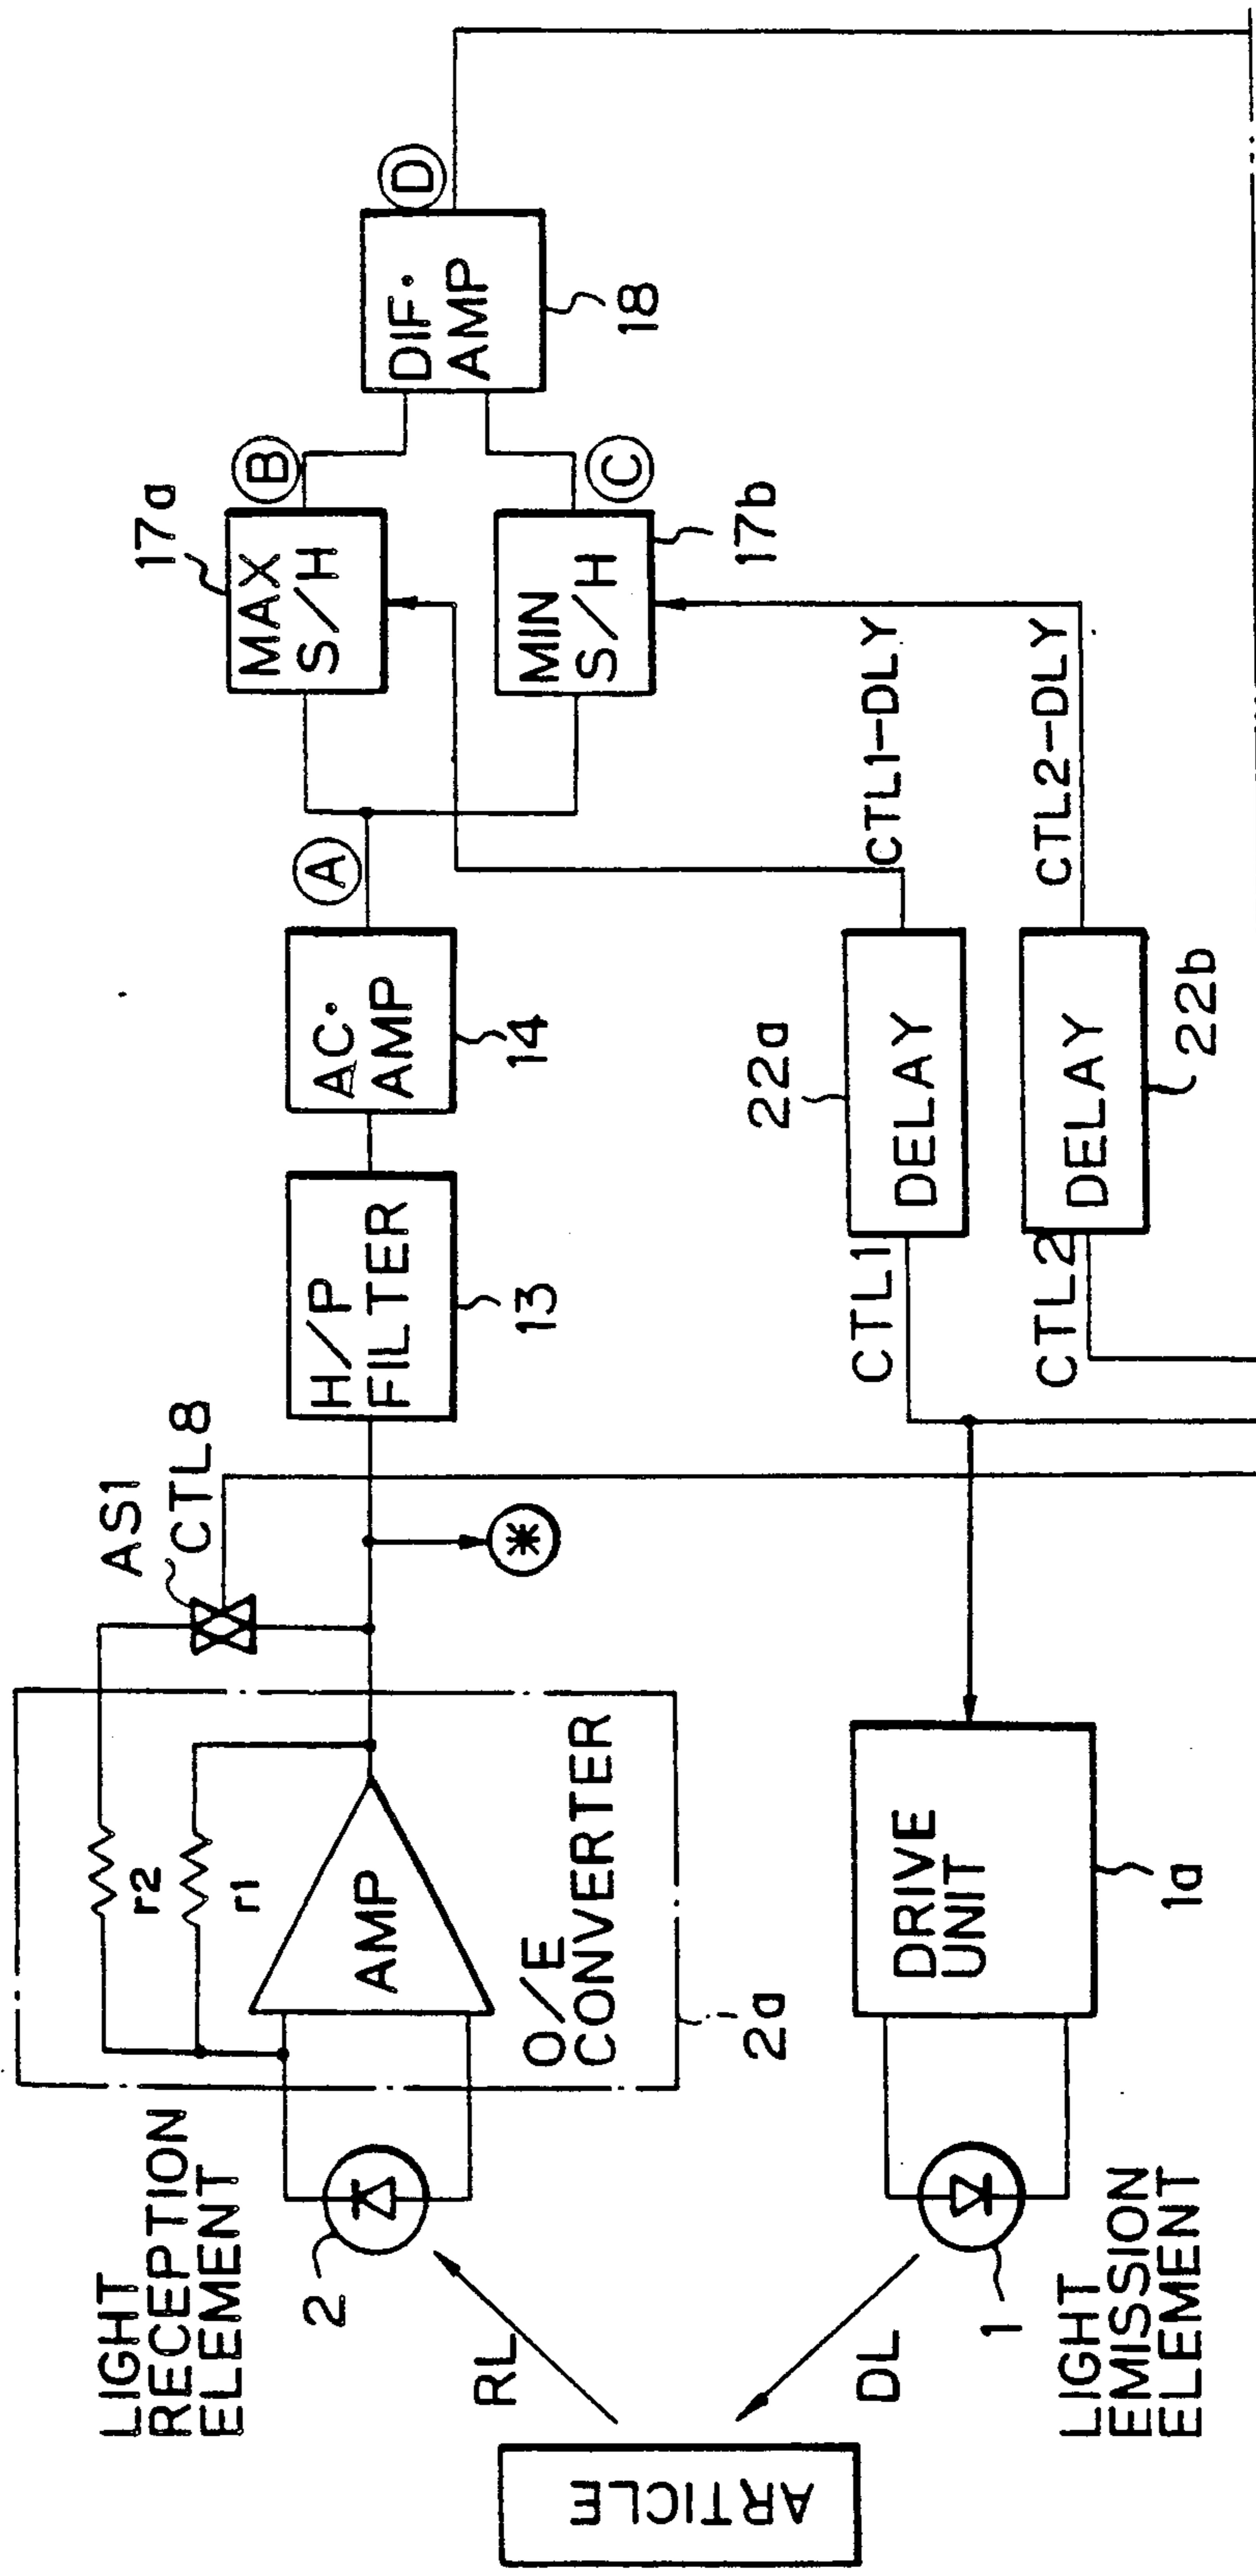 LIGHT
RECEPTION
ELEMENT
2
RL
ARTICLE
DL
1
LIGHT
EMISSION
ELEMENT
r2
r1
AMP
O/E
CONVERTER
2a
AS1
CTL8
*
H/P
FILTER
13
AC·
AMP
14
A
17a
MAX
S/H
B
MIN
S/H
17b
C
DIF·
AMP
18
D
DRIVE
UNIT
1a
CTL1
22a
DELAY
CTL1-DLY
CTL2
DELAY
22b
CTL2-DLY